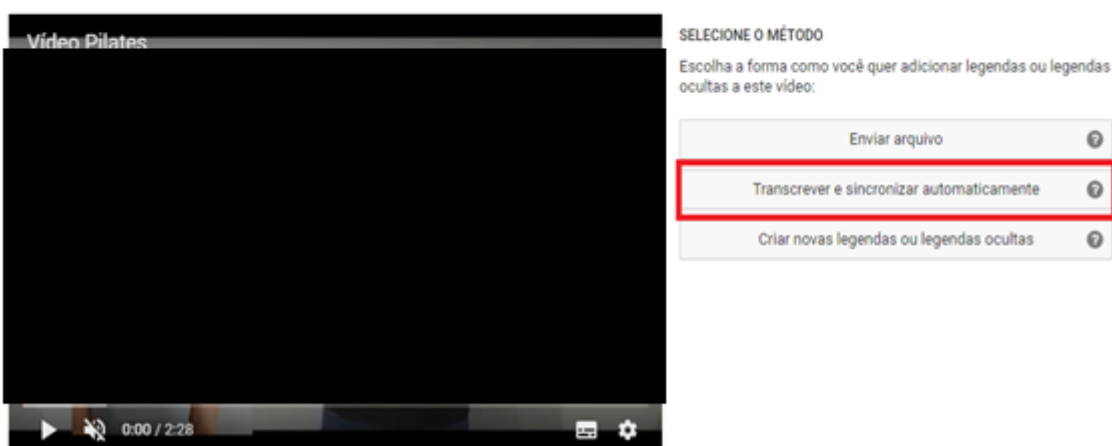 Vídeo Pilates
SELECIONE O MÉTODO
Escolha a forma como você quer adicionar legendas ou legendas
ocultas a este vídeo:
Enviar arquivo
Transcrever e sincronizar automaticamente
Criar novas legendas ou legendas ocultas
0:00 / 2:28